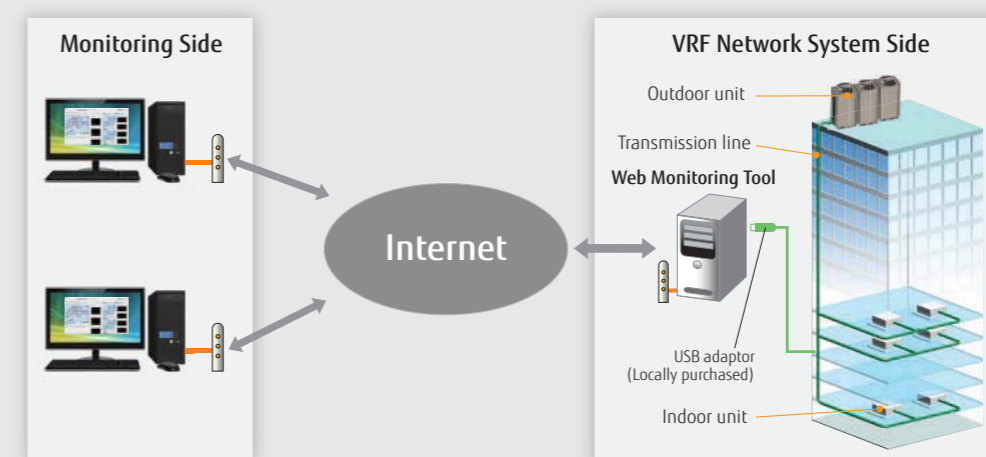 Monitoring Side
Internet
VRF Network System Side
Outdoor unit
Transmission line
Web Monitoring Tool
USB adaptor
(Locally purchased)
Indoor unit